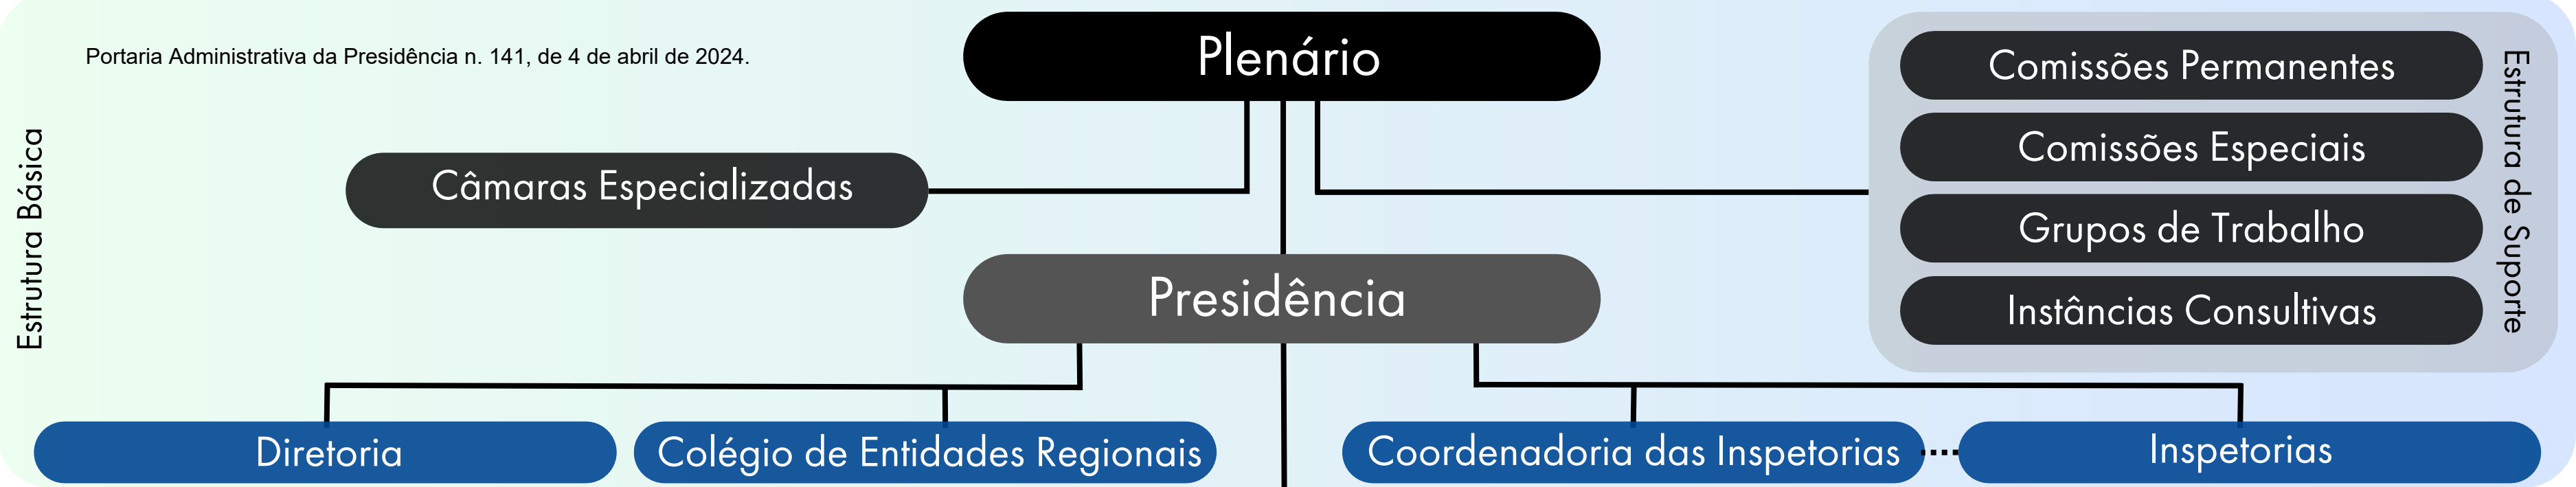 Portaria Administrativa da Presidência n. 141, de 4 de abril de 2024.
Estrutura Básica
Plenário
Câmaras Especializadas
Comissões Permanentes
Comissões Especiais
Grupos de Trabalho
Instâncias Consultivas
Estrutura de Suporte
Presidência
Diretoria
Colégio de Entidades Regionais
Coordenadoria das Inspetorias
Inspetorias